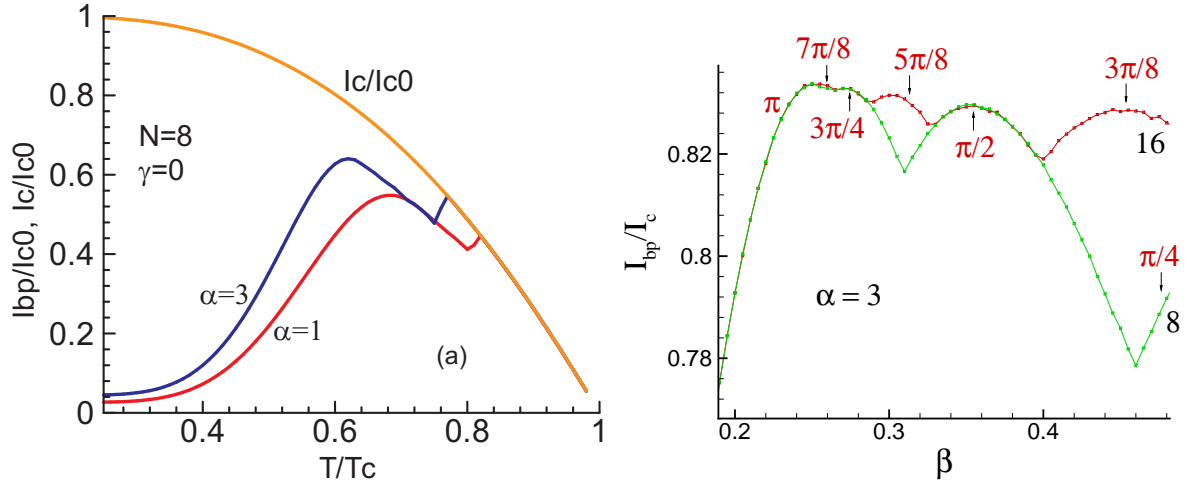 1
0.8
0.6
0.4
0.2
0
Ibp/Ic0, Ic/Ic0
Ic/Ic0
N=8
γ=0
α=3
α=1
(a)
0.4
0.6
0.8
1
T/Tc
7π/8
5π/8
3π/8
π
3π/4
π/2
16
π/4
8
α = 3
0.82
0.8
0.78
I_bp/I_c
0.2
0.3
0.4
β